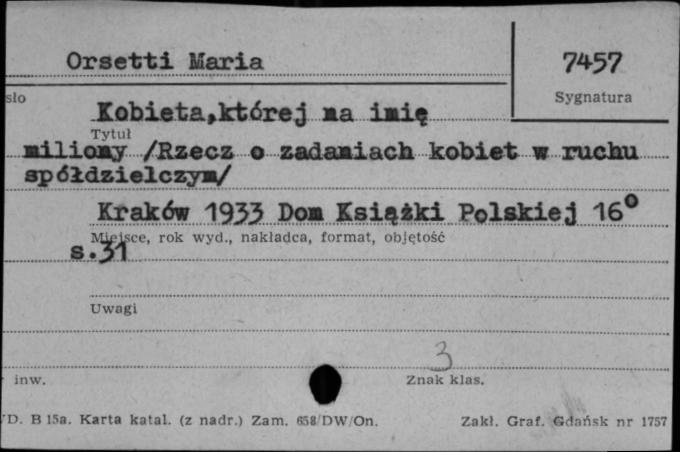 Orsetti Maria
7457
Sygnatura
sło
Kobieta,której na imię
Tytuł
miliony /Rzecz o zadaniach kobiet w ruchu
spółdzielczym/
Kraków 1933 Dom Książki Polskiej 16°
Miejsce, rok wyd., nakładca, format, objętość
s.31
Uwagi
3
inw.
Znak klas.
/D. B 15a. Karta katal. (z nadr.) Zam. 658/DW/On.
Zakł. Graf. Gdańsk nr 1757